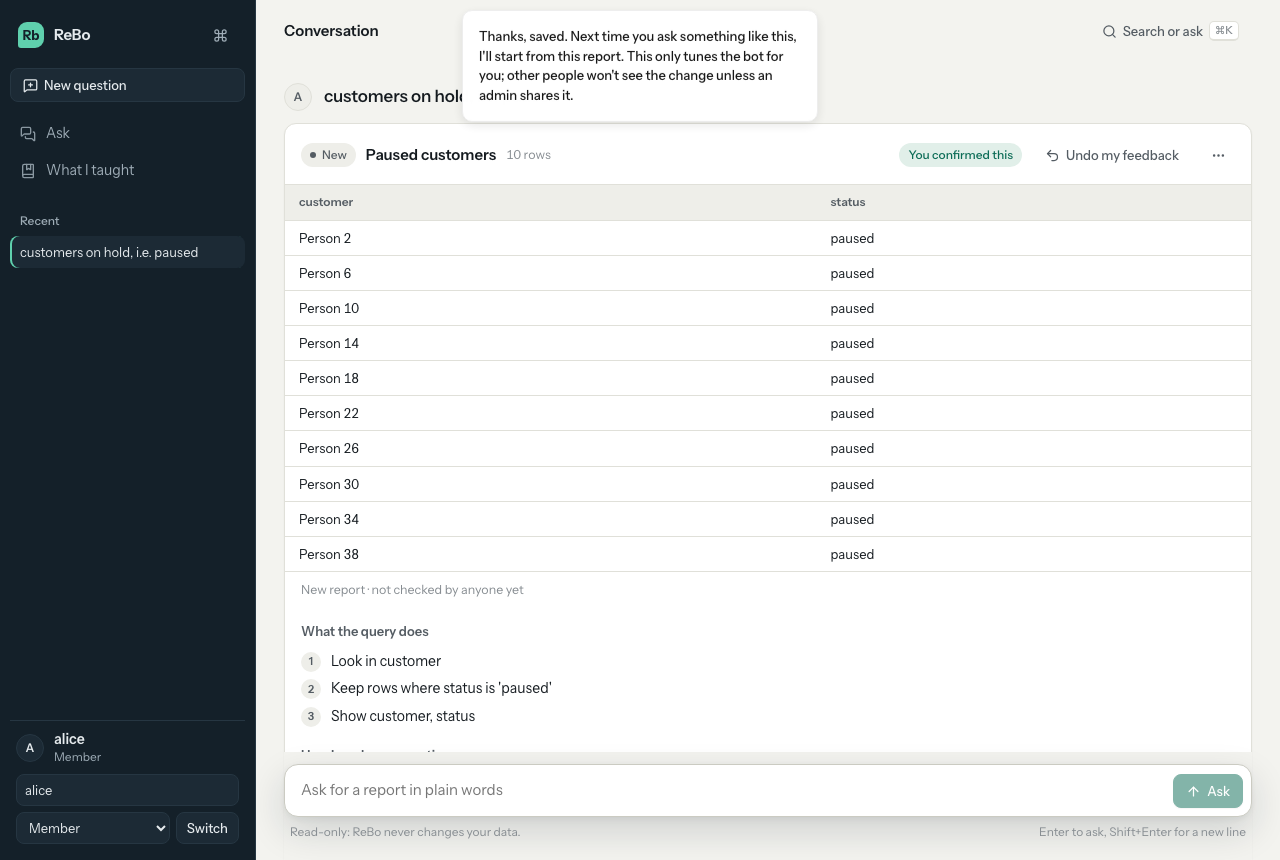 Rb ReBo
New question
Ask
What I taught
Recent
customers on hold, i.e. paused
A
alice
Member
alice
Member
Switch
Conversation
Search or ask ⌘K
Thanks, saved. Next time you ask something like this,
I'll start from this report. This only tunes the bot for
you; other people won't see the change unless an
admin shares it.
A customers on hold
New Paused customers 10 rows You confirmed this Undo my feedback
customer status
Person 2 paused
Person 6 paused
Person 10 paused
Person 14 paused
Person 18 paused
Person 22 paused
Person 26 paused
Person 30 paused
Person 34 paused
Person 38 paused
New report · not checked by anyone yet
What the query does
1 Look in customer
2 Keep rows where status is 'paused'
3 Show customer, status
Ask for a report in plain words
Ask
Read-only: ReBo never changes your data.
Enter to ask, Shift+Enter for a new line